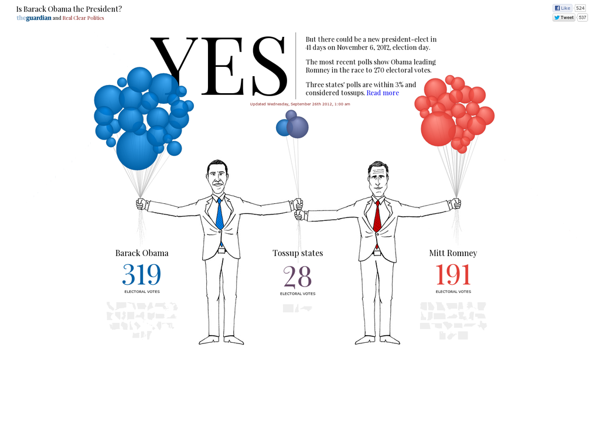 Is Barack Obama the President?
theguardian and Real Clear Politics
Like 524
Tweet 537
YES
But there could be a new president-elect in
41 days on November 6, 2012, election day.
The most recent polls show Obama leading
Romney in the race to 270 electoral votes.
Three states' polls are within 3% and
considered tossups. Read more
Updated Wednesday, September 26th 2012, 1:00 am
Barack Obama
319
ELECTORAL VOTES
Tossup states
28
ELECTORAL VOTES
Mitt Romney
191
ELECTORAL VOTES